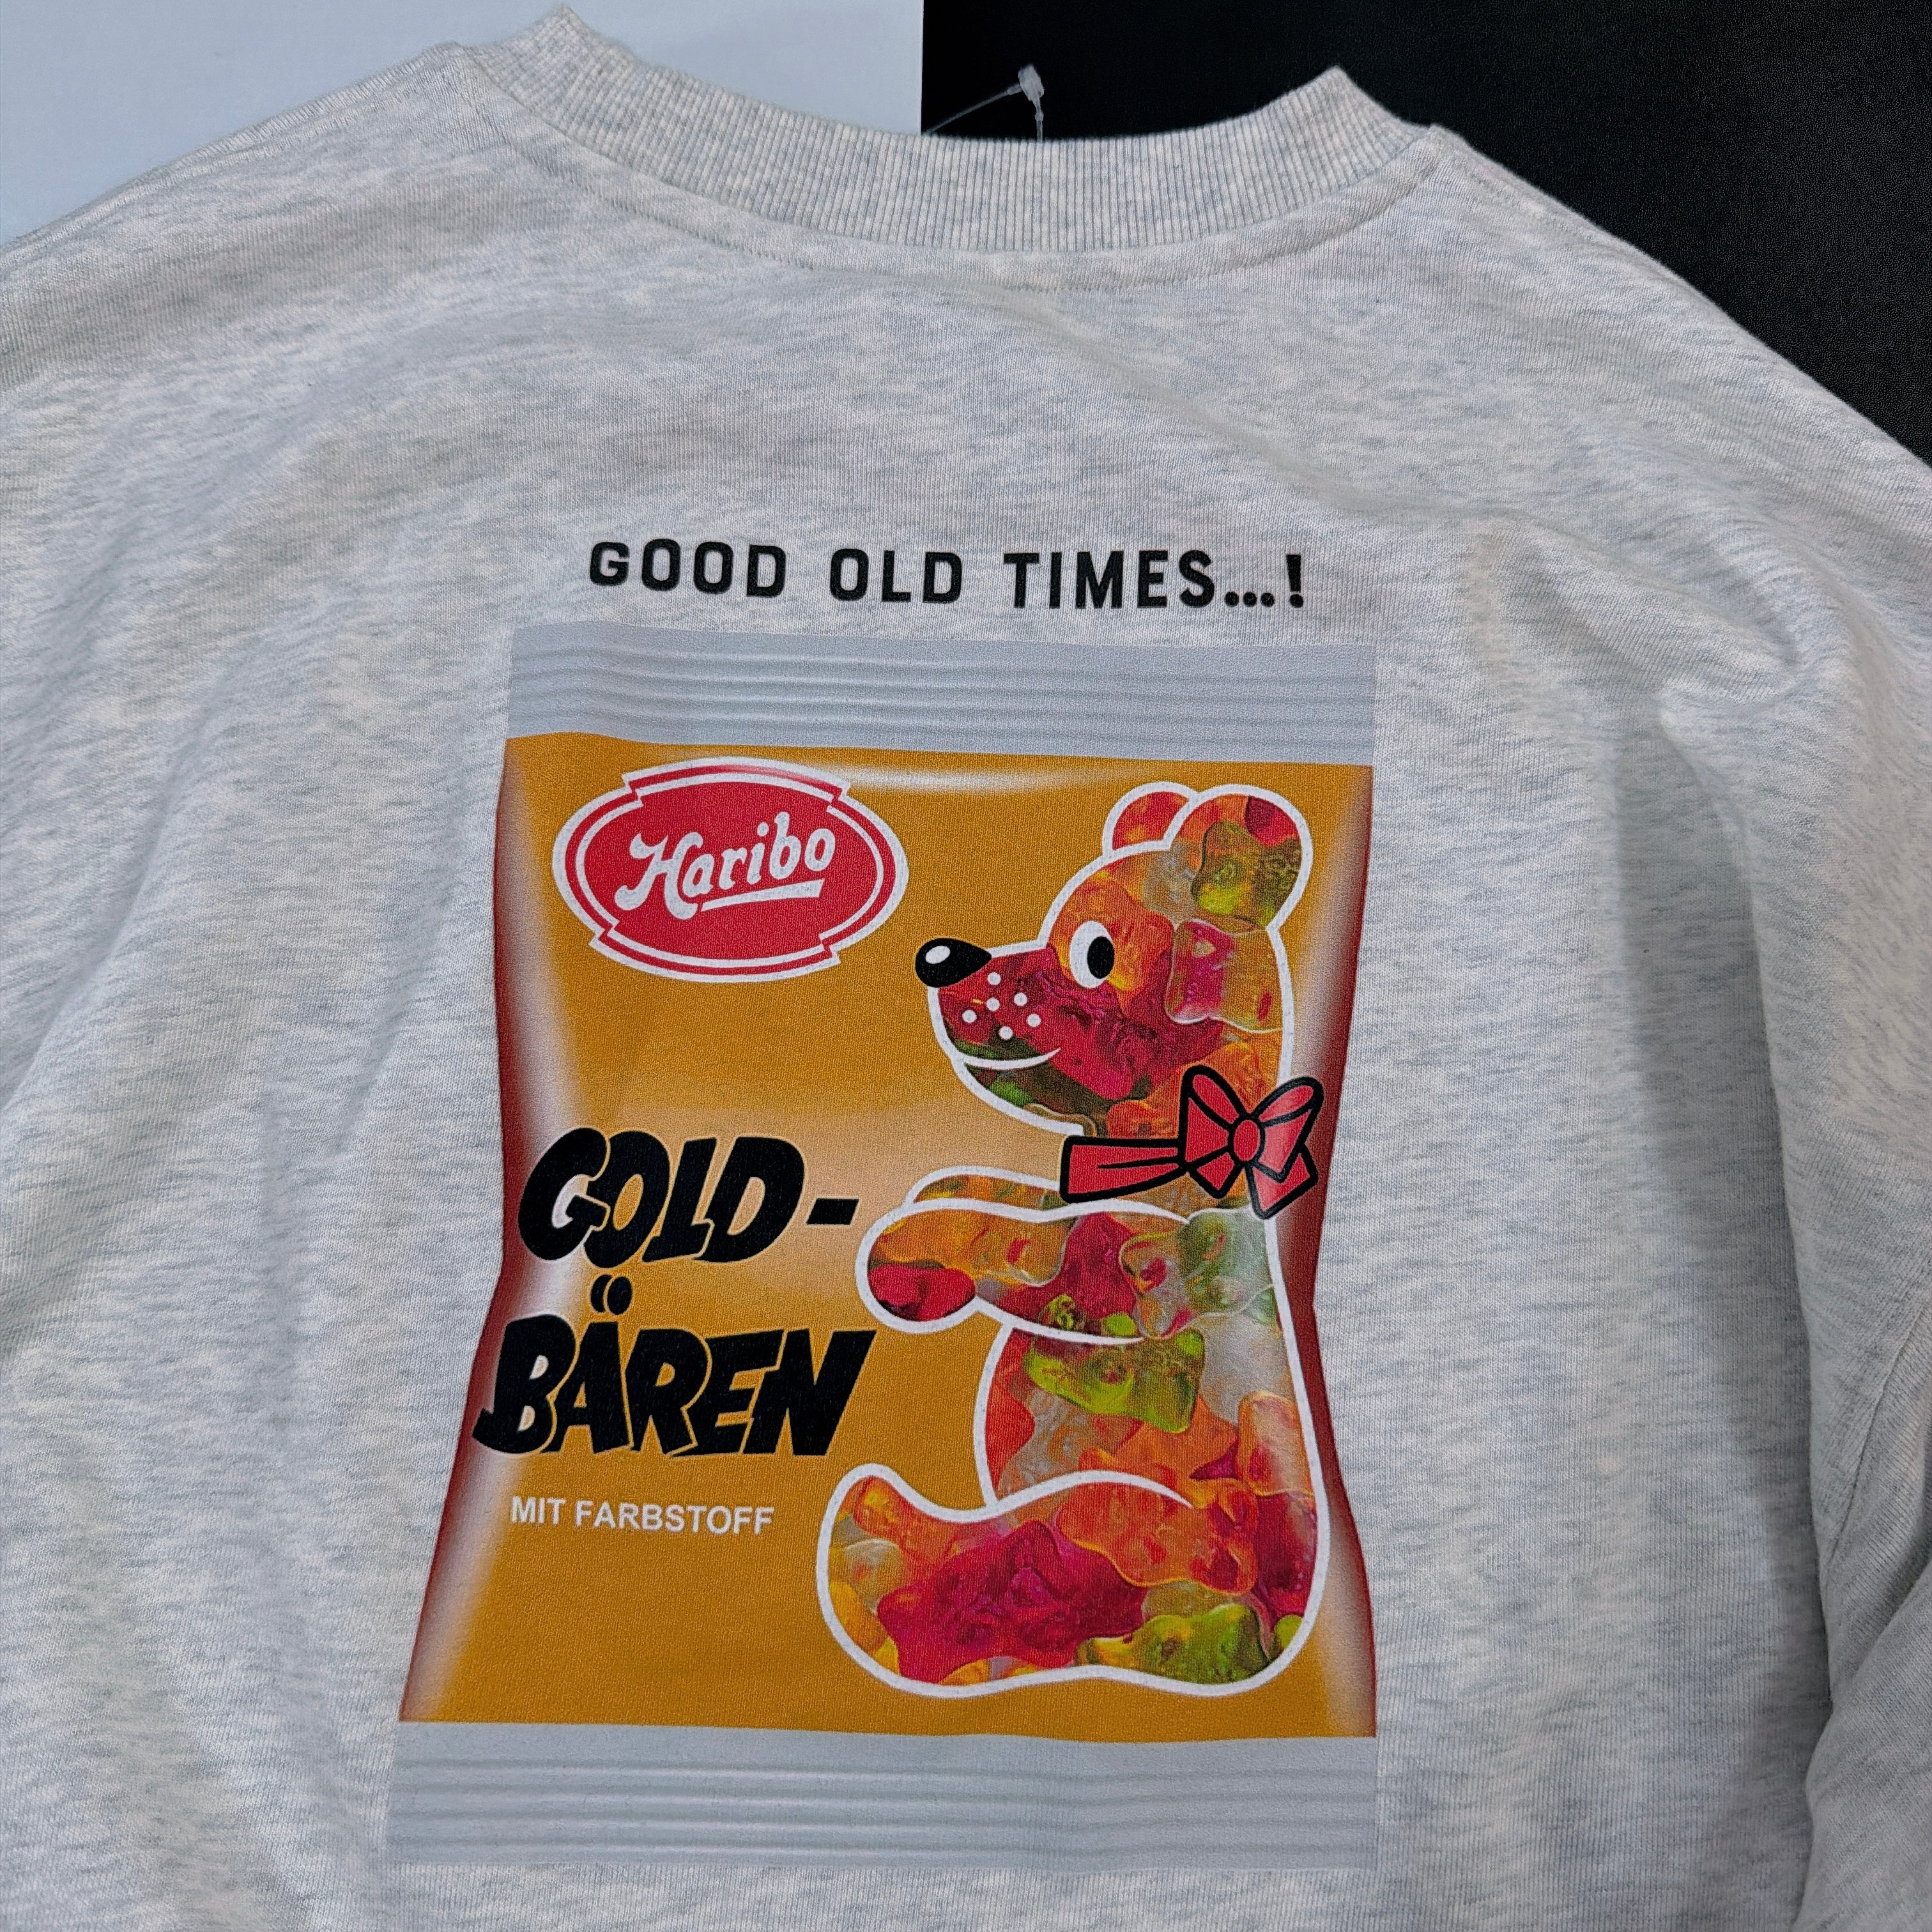 GOOD OLD TIMES...!
Haribo
GOLD-
BÄREN
MIT FARBSTOFF